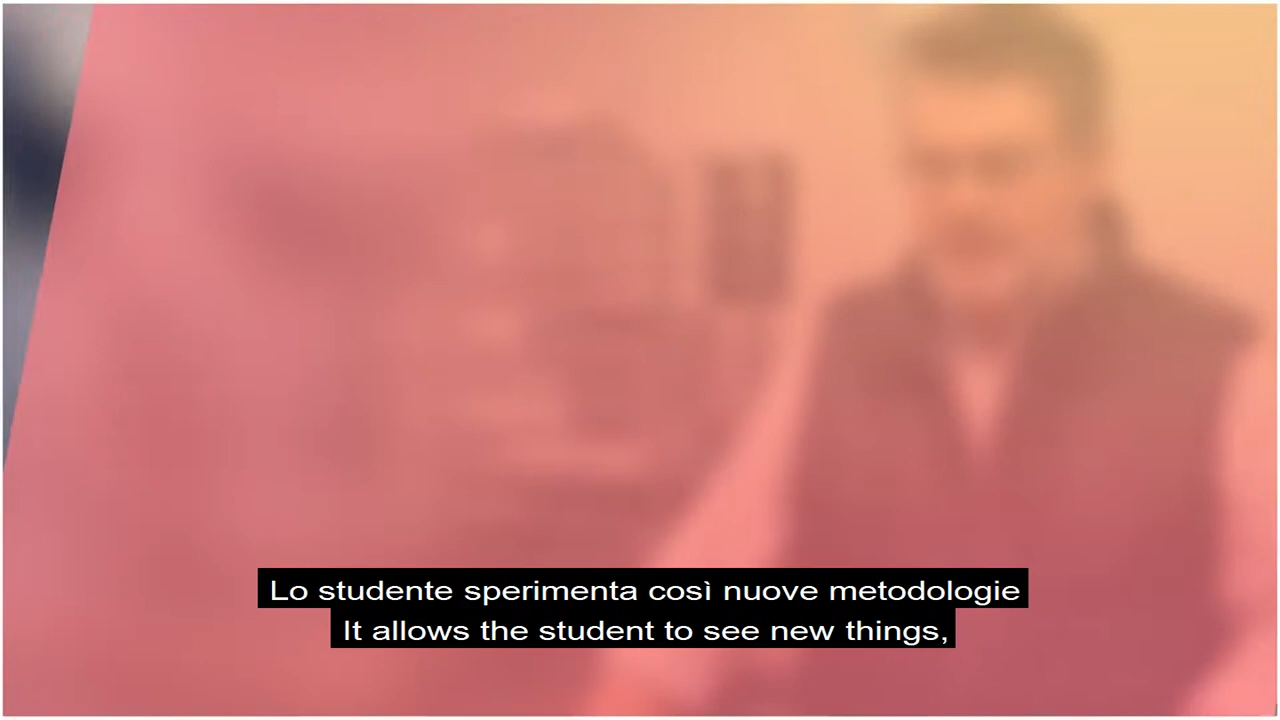 Lo studente sperimenta così nuove metodologie
It allows the student to see new things,